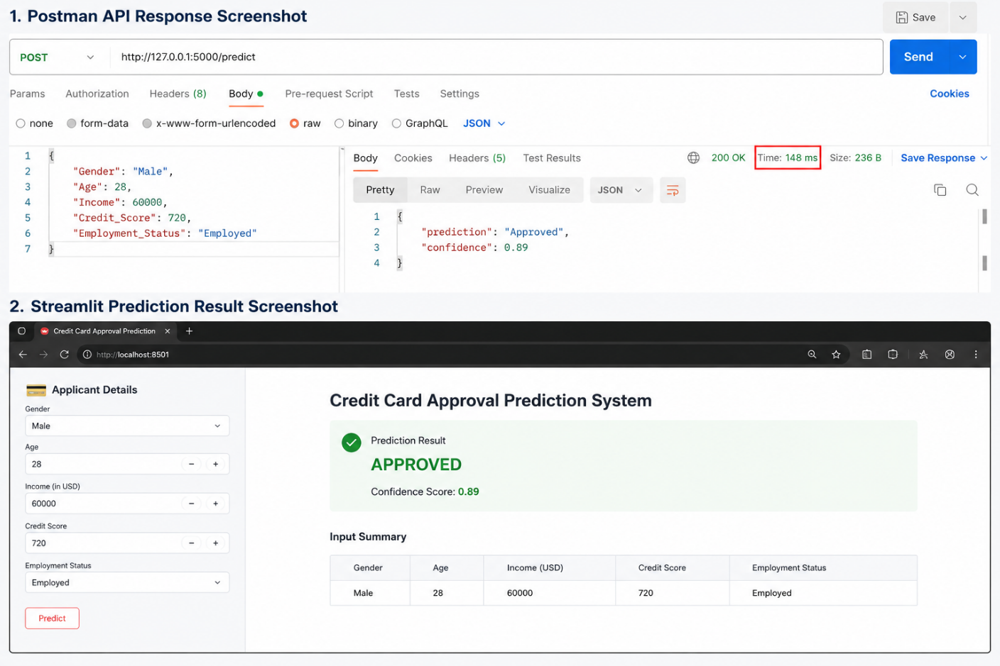 1. Postman API Response Screenshot
Save
POST
http://127.0.0.1:5000/predict
Send
Params Authorization Headers (8) Body Pre-request Script Tests Settings Cookies
none form-data x-www-form-urlencoded raw binary GraphQL JSON
1 {
2 "Gender": "Male",
3 "Age": 28,
4 "Income": 60000,
5 "Credit_Score": 720,
6 "Employment_Status": "Employed"
7 }
Body Cookies Headers (5) Test Results 200 OK Time: 148 ms Size: 236 B Save Response
Pretty Raw Preview Visualize JSON
1 {
2 "prediction": "Approved",
3 "confidence": 0.89
4 }
2. Streamlit Prediction Result Screenshot
Credit Card Approval Prediction
http://localhost:8501
Applicant Details
Gender
Male
Age
28 − +
Income (in USD)
60000 − +
Credit Score
720 − +
Employment Status
Employed
Predict
Credit Card Approval Prediction System
Prediction Result
APPROVED
Confidence Score: 0.89
Input Summary
Gender Age Income (USD) Credit Score Employment Status
Male 28 60000 720 Employed